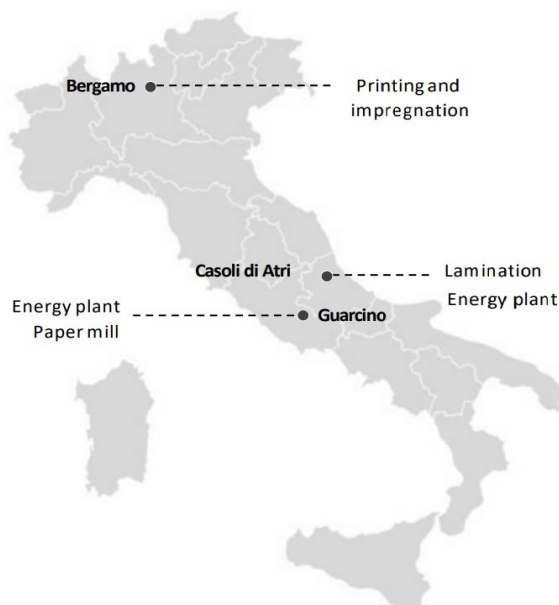 Bergamo
Printing and
impregnation
Casoli di Atri
Lamination
Energy plant
Energy plant
Paper mill
Guarcino